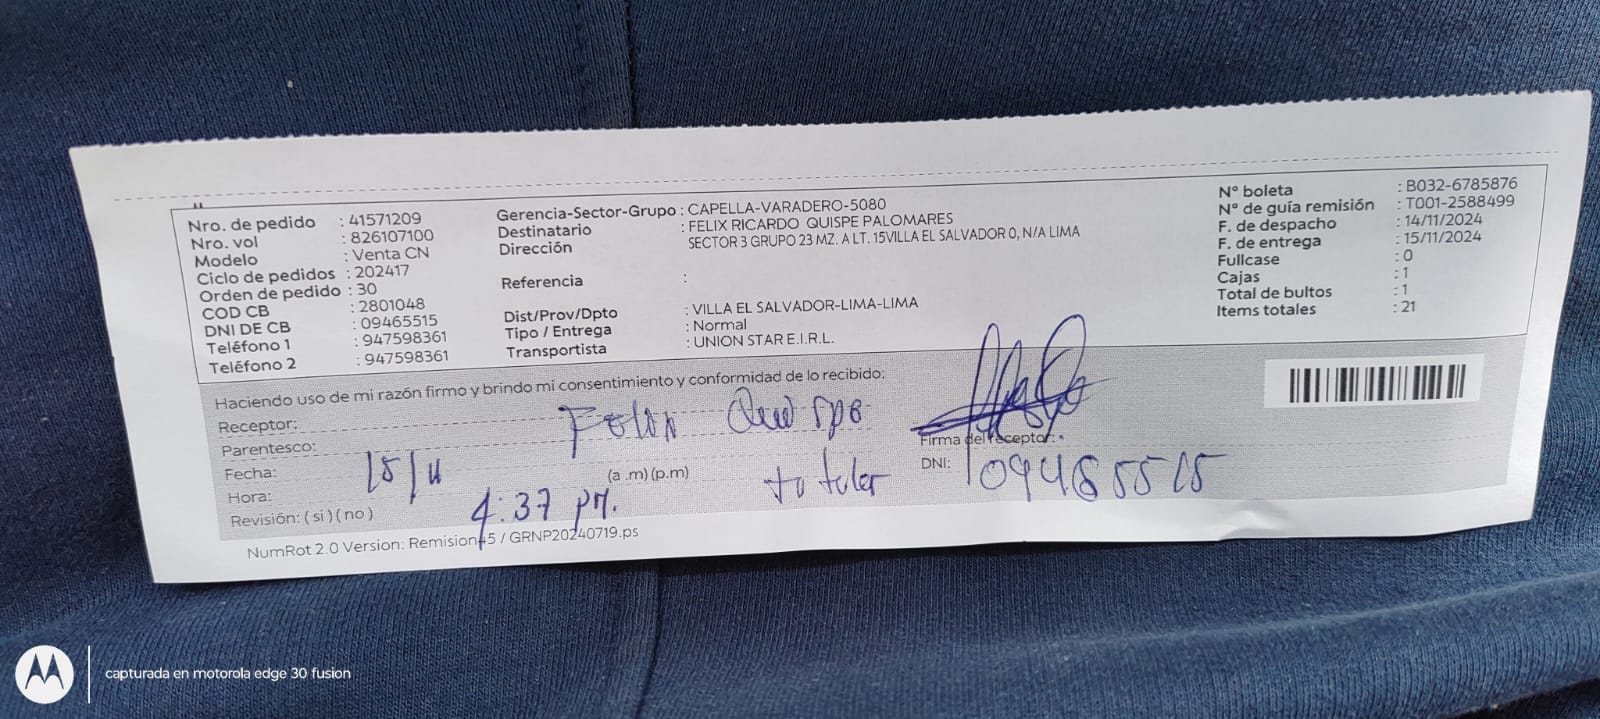 Nro. de pedido : 41571209
Nro. vol : 826107100
Modelo : Venta CN
Ciclo de pedidos : 202417
Orden de pedido : 30
COD CB : 2801048
DNI DE CB : 09465515
Teléfono 1 : 947598361
Teléfono 2 : 947598361
Gerencia-Sector-Grupo : CAPELLA-VARADERO-5080
Destinatario : FELIX RICARDO QUISPE PALOMARES
Dirección SECTOR 3 GRUPO 23 MZ. A LT. 15VILLA EL SALVADOR 0, N/A LIMA
Referencia :
Dist/Prov/Dpto : VILLA EL SALVADOR-LIMA-LIMA
Tipo / Entrega : Normal
Transportista : UNION STAR E.I.R.L.
N° boleta : B032-6785876
N° de guía remisión : T001-2588499
F. de despacho : 14/11/2024
F. de entrega : 15/11/2024
Fullcase : 0
Cajas : 1
Total de bultos : 1
Items totales : 21
Haciendo uso de mi razón firmo y brindo mi consentimiento y conformidad de lo recibido:
Receptor: Quispe
Parentesco: titular
Fecha: 15/11
Hora: 4:37 pm. (a .m) (p.m)
Revisión: ( si ) ( no )
Firma del receptor:
DNI: 09465515
NumRot 2.0 Version: Remision45 / GRNP20240719.ps
capturada en motorola edge 30 fusion